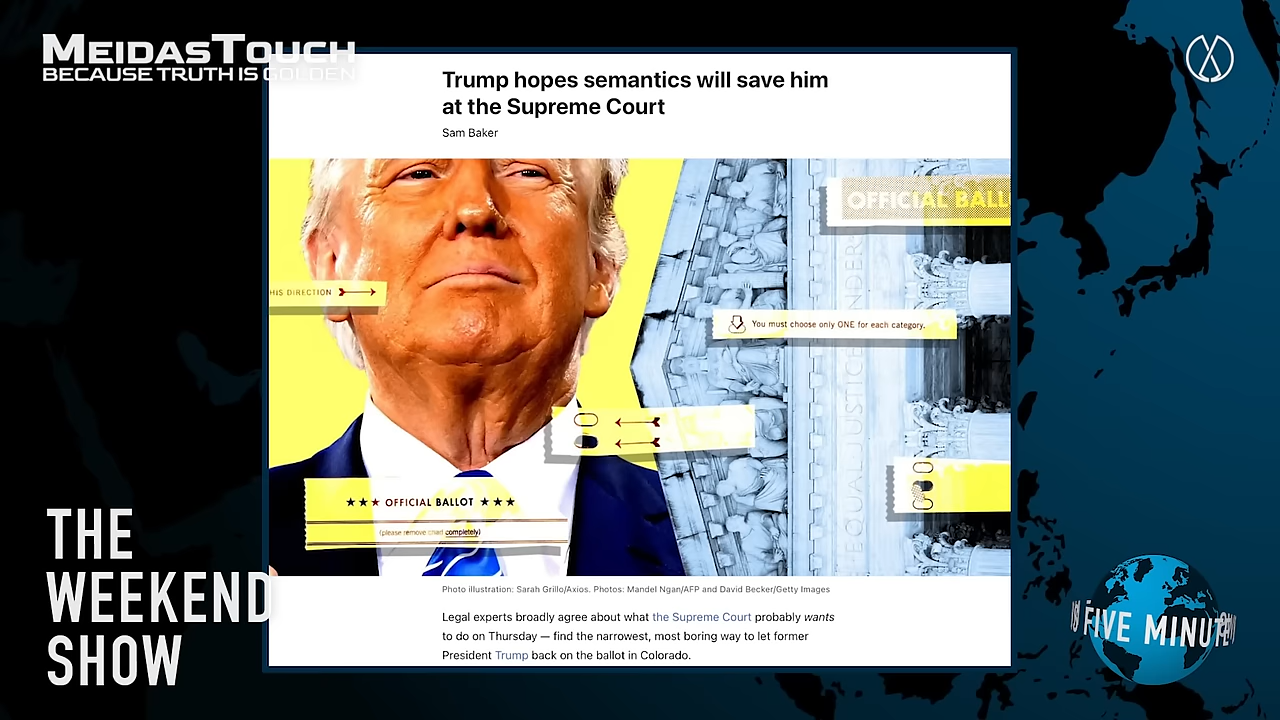 MEIDASTOUCH
BECAUSE TRUTH IS GOLDEN
Trump hopes semantics will save him
at the Supreme Court
Sam Baker
OFFICIAL BALL
HIS DIRECTION
You must choose only ONE for each category.
EQUAL JUSTICE UNDER
★★★ OFFICIAL BALLOT ★★★
(please remove chad completely)
Photo illustration: Sarah Grillo/Axios. Photos: Mandel Ngan/AFP and David Becker/Getty Images
Legal experts broadly agree about what the Supreme Court probably wants
to do on Thursday — find the narrowest, most boring way to let former
President Trump back on the ballot in Colorado.
THE
WEEKEND
SHOW
FIVE MINUTE